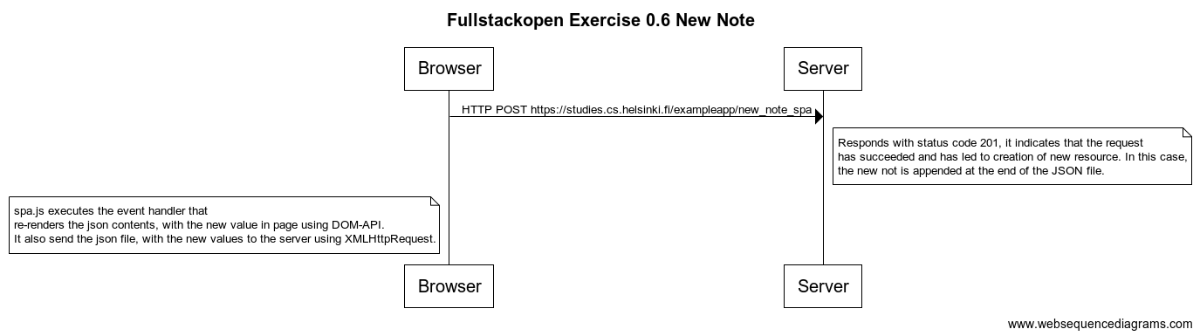 Fullstackopen Exercise 0.6 New Note
Browser
Server
HTTP POST https://studies.cs.helsinki.fi/exampleapp/new_note_spa
Responds with status code 201, it indicates that the request
has succeeded and has led to creation of new resource. In this case,
the new not is appended at the end of the JSON file.
spa.js executes the event handler that
re-renders the json contents, with the new value in page using DOM-API.
It also send the json file, with the new values to the server using XMLHttpRequest.
Browser
Server
www.websequencediagrams.com